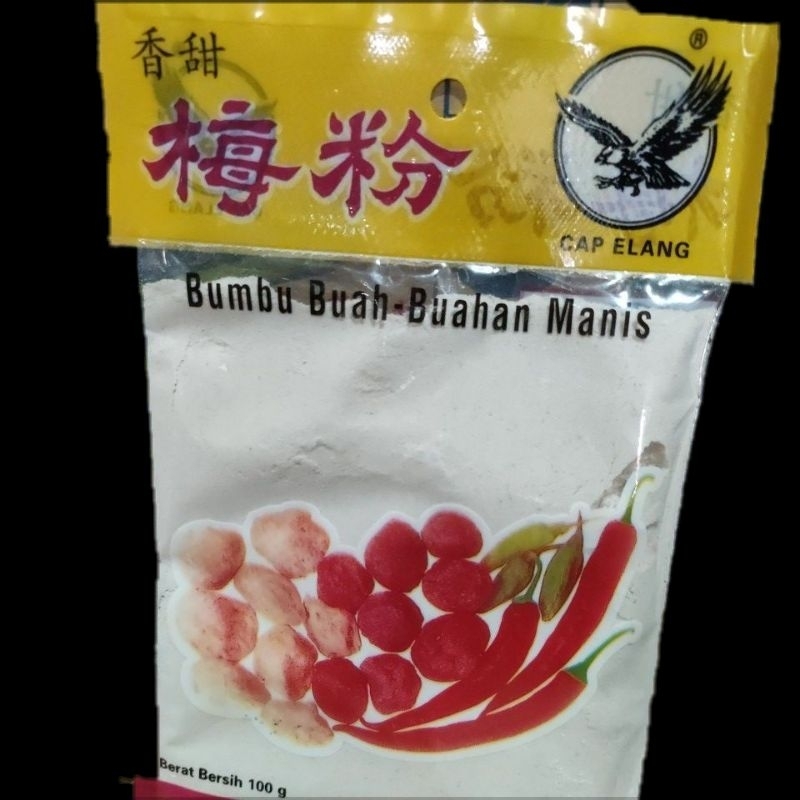 香甜
梅粉
®
CAP ELANG
Bumbu Buah-Buahan Manis
Berat Bersih 100 g